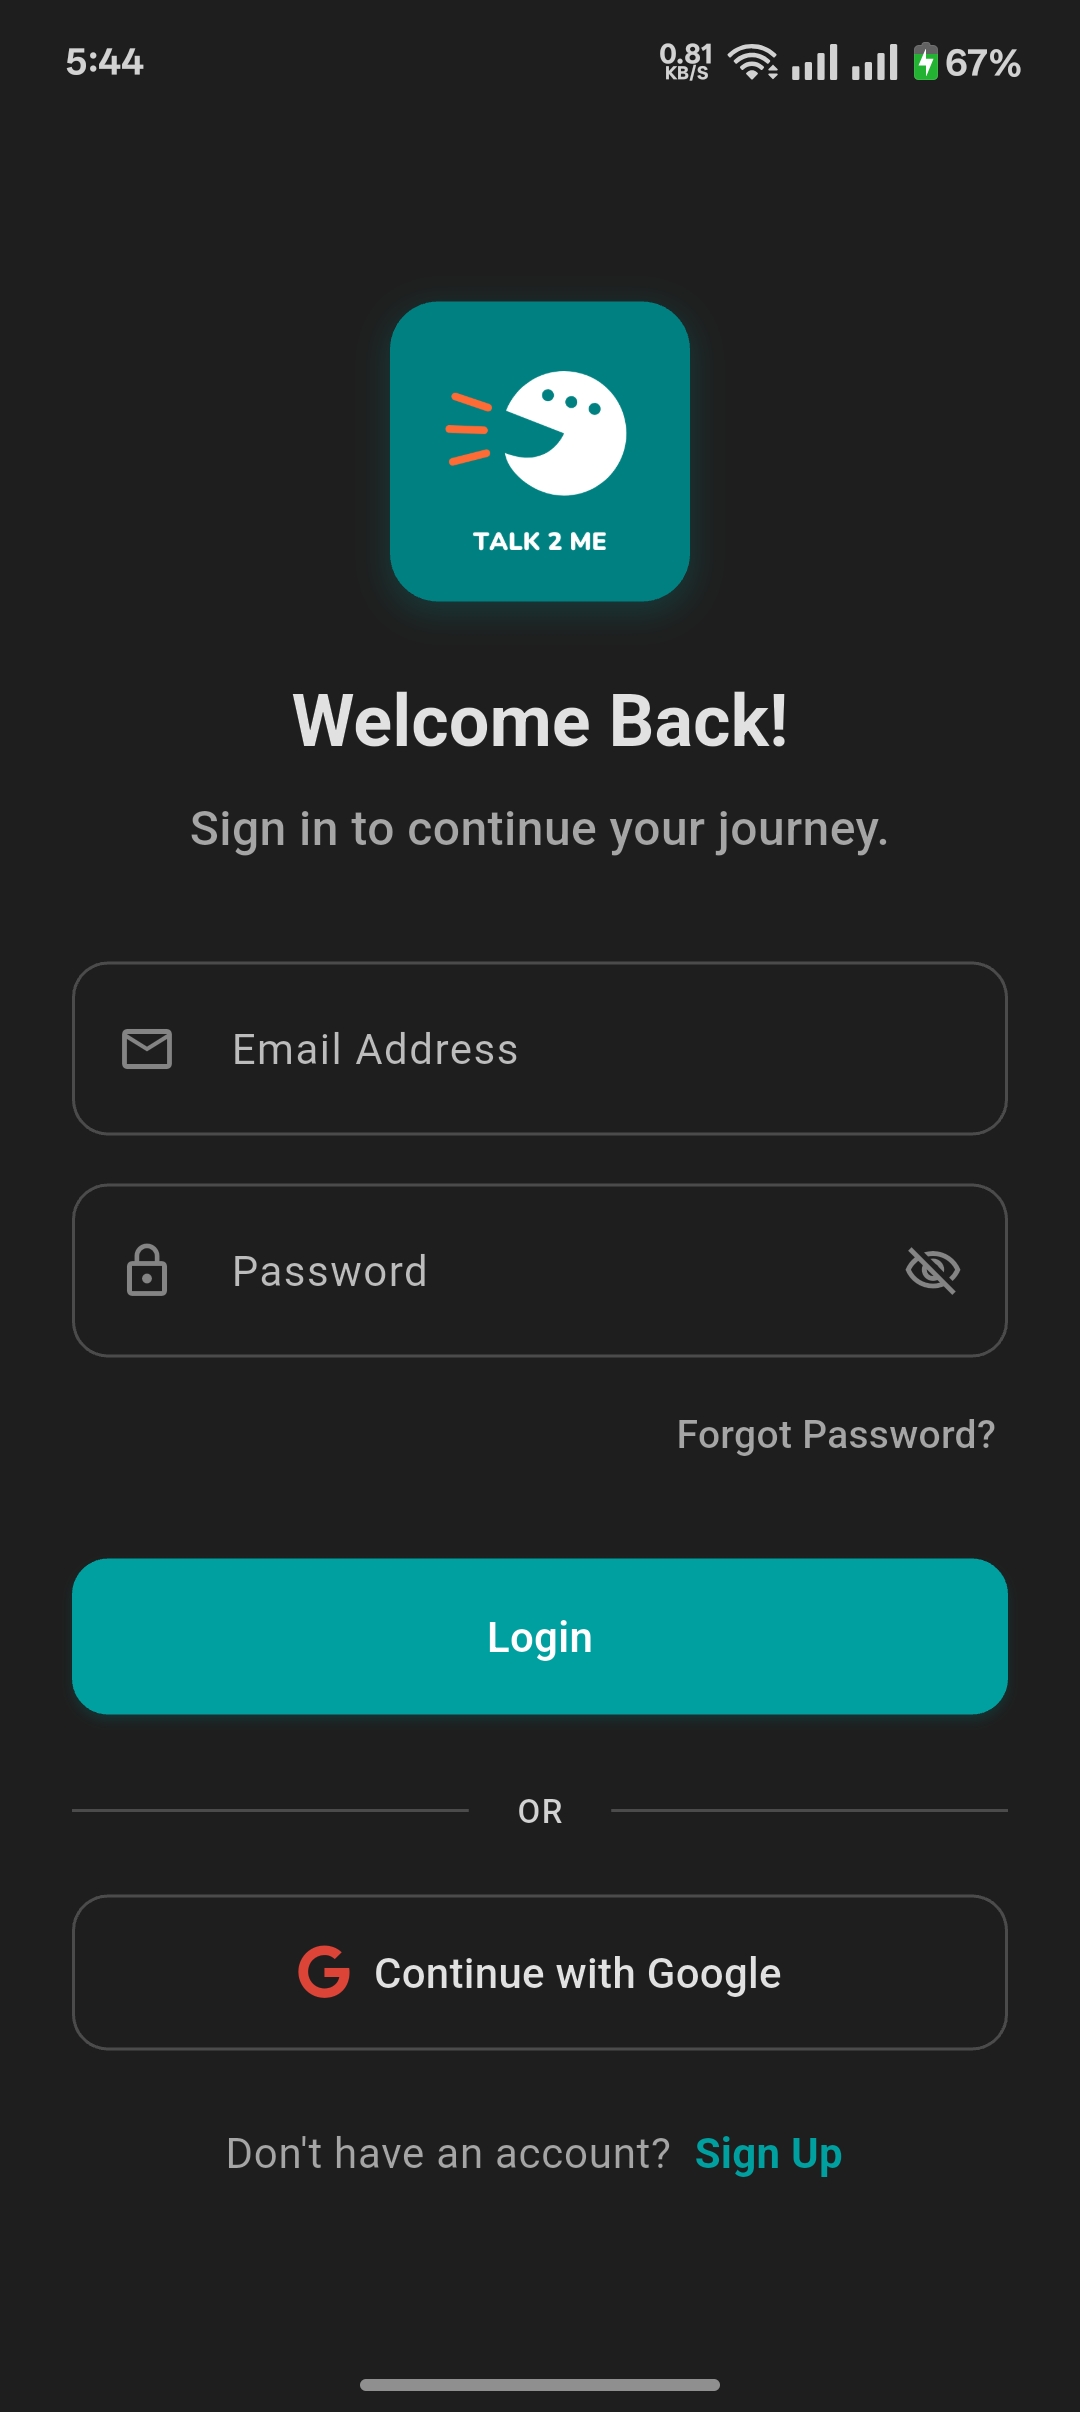 5:44
0.81
KB/S
67%
TALK 2 ME
Welcome Back!
Sign in to continue your journey.
Email Address
Password
Forgot Password?
Login
OR
Continue with Google
Don't have an account? Sign Up